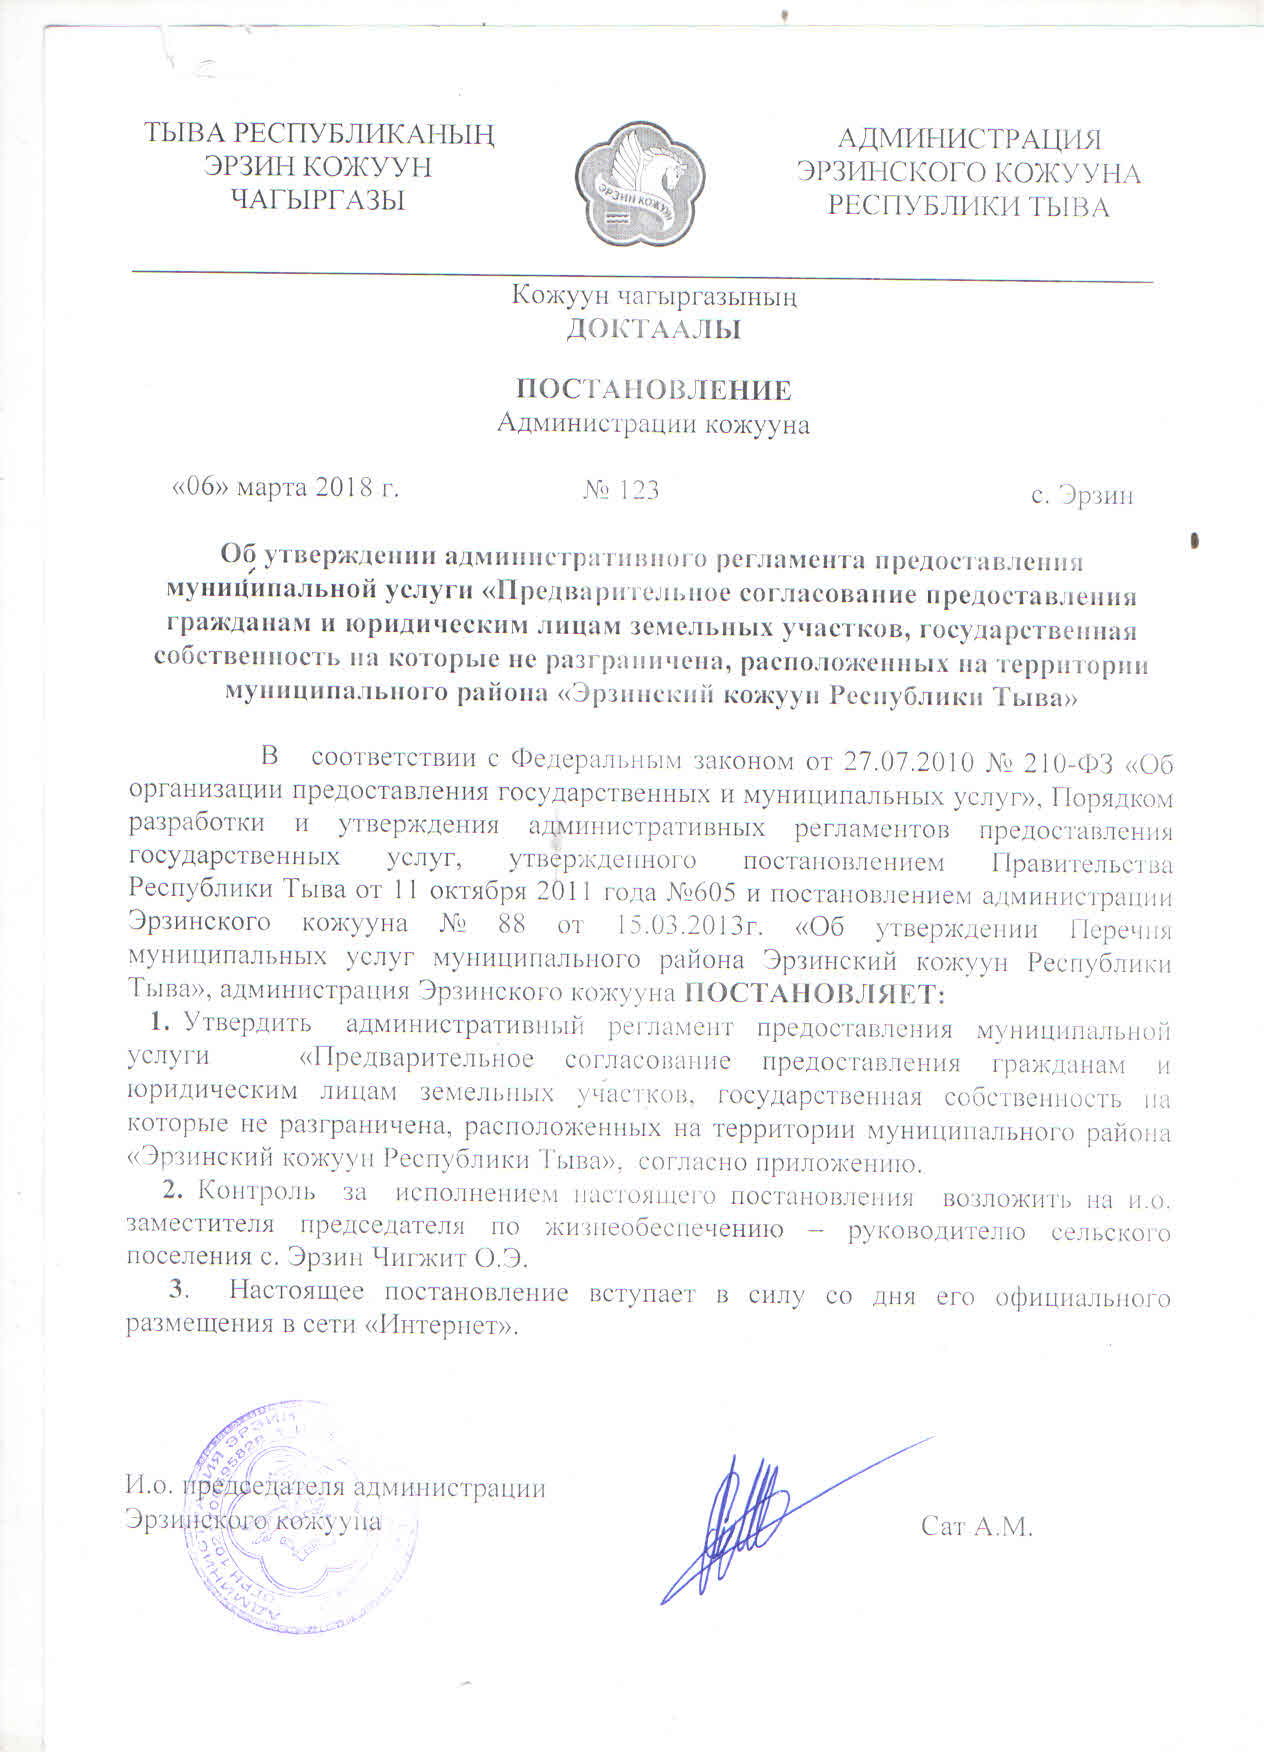 ТЫВА РЕСПУБЛИКАНЫҢ
ЭРЗИН КОЖУУН
ЧАГЫРГАЗЫ
ЭРЗИН КОЖУУН
АДМИНИСТРАЦИЯ
ЭРЗИНСКОГО КОЖУУНА
РЕСПУБЛИКИ ТЫВА
Кожуун чагыргазының
ДОКТААЛЫ
ПОСТАНОВЛЕНИЕ
Администрации кожууна
«06» марта 2018 г. № 123 с. Эрзин
Об утверждении административного регламента предоставления
муниципальной услуги «Предварительное согласование предоставления
гражданам и юридическим лицам земельных участков, государственная
собственность на которые не разграничена, расположенных на территории
муниципального района «Эрзинский кожуун Республики Тыва»
В соответствии с Федеральным законом от 27.07.2010 № 210-ФЗ «Об
организации предоставления государственных и муниципальных услуг», Порядком
разработки и утверждения административных регламентов предоставления
государственных услуг, утвержденного постановлением Правительства
Республики Тыва от 11 октября 2011 года №605 и постановлением администрации
Эрзинского кожууна № 88 от 15.03.2013г. «Об утверждении Перечня
муниципальных услуг муниципального района Эрзинский кожуун Республики
Тыва», администрация Эрзинского кожууна ПОСТАНОВЛЯЕТ:
1. Утвердить административный регламент предоставления муниципальной
услуги «Предварительное согласование предоставления гражданам и
юридическим лицам земельных участков, государственная собственность на
которые не разграничена, расположенных на территории муниципального района
«Эрзинский кожуун Республики Тыва», согласно приложению.
2. Контроль за исполнением настоящего постановления возложить на и.о.
заместителя председателя по жизнеобеспечению – руководителю сельского
поселения с. Эрзин Чигжит О.Э.
3. Настоящее постановление вступает в силу со дня его официального
размещения в сети «Интернет».
И.о. председателя администрации
Эрзинского кожууна Сат А.М.